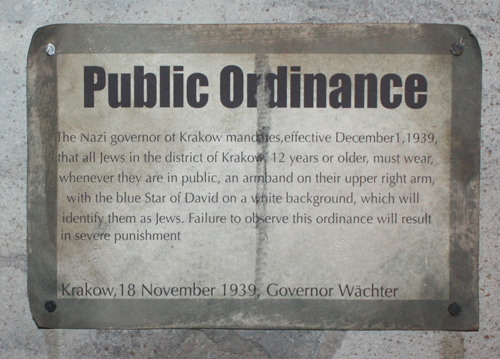 Public Ordinance
The Nazi governor of Krakow mandates,effective December1,1939,
that all Jews in the district of Krakow, 12 years or older, must wear,
whenever they are in public, an armband on their upper right arm,
with the blue Star of David on a white background, which will
identify them as Jews. Failure to observe this ordinance will result
in severe punishment
Krakow,18 November 1939, Governor Wächter